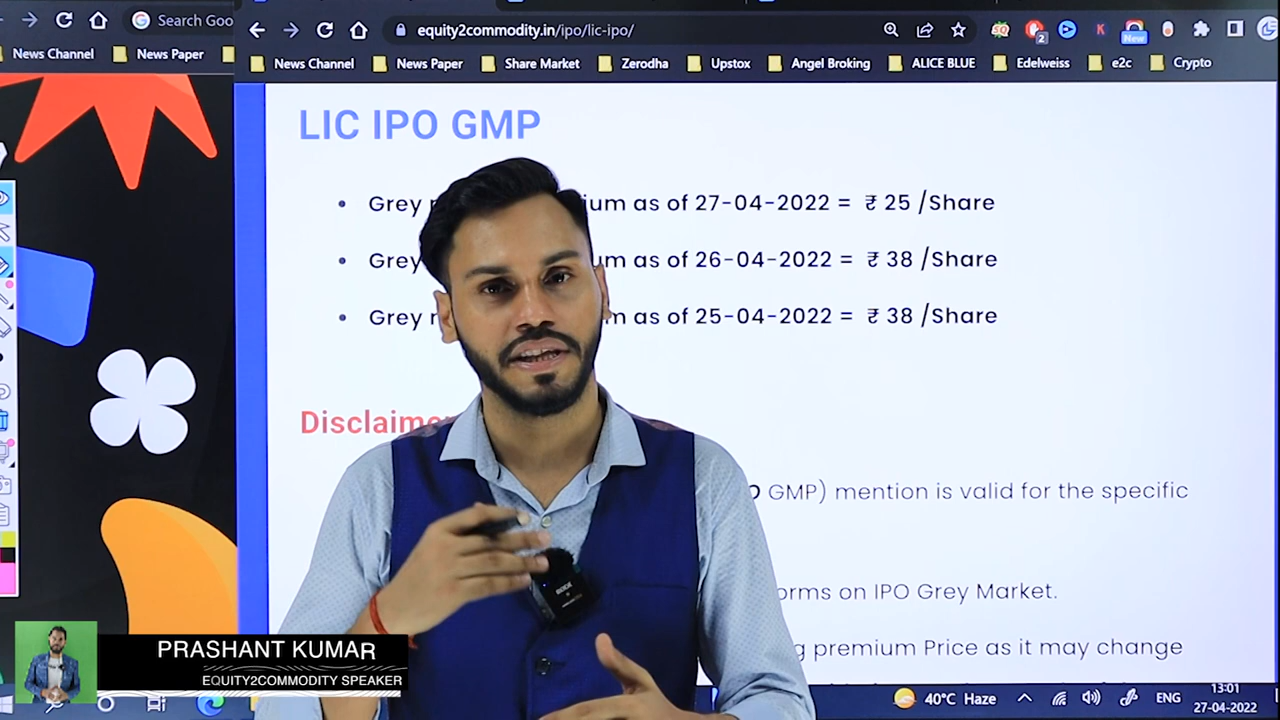 Search Goo
equity2commodity.in/ipo/lic-ipo/
2
K
New
News Channel
News Paper
News Channel
News Paper
Share Market
Zerodha
Upstox
Angel Broking
ALICE BLUE
Edelweiss
e2c
Crypto
LIC IPO GMP
Grey ium as of 27-04-2022 = ₹ 25 /Share
Grey um as of 26-04-2022 = ₹ 38 /Share
Grey m as of 25-04-2022 = ₹ 38 /Share
Disclaimer
GMP) mention is valid for the specific
orms on IPO Grey Market.
g premium Price as it may change
PRASHANT KUMAR
EQUITY2COMMODITY SPEAKER
40°C Haze
ENG
13:01
27-04-2022